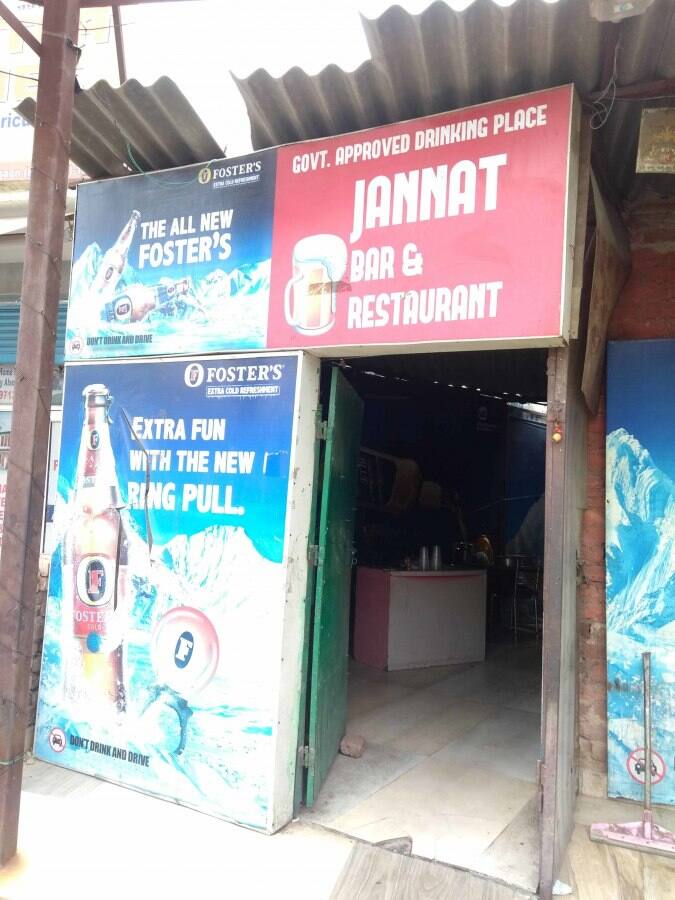 FOSTER'S
EXTRA COLD REFRESHMENT
THE ALL NEW
FOSTER'S
DON'T DRINK AND DRIVE
GOVT. APPROVED DRINKING PLACE
JANNAT
BAR &
RESTAURANT
FOSTER'S
EXTRA COLD REFRESHMENT
EXTRA FUN
WITH THE NEW
RING PULL.
F
F
DON'T DRINK AND DRIVE